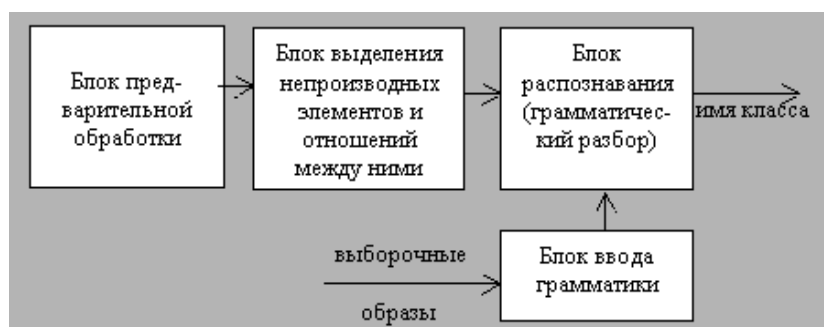 Блок пред-
варительной
обработки
Блок выделения
непроизводных
элементов и
отношений
между ними
Блок
распознавания
(грамматичес-
кий разбор)
имя класса
выборочные
образы
Блок ввода
грамматики